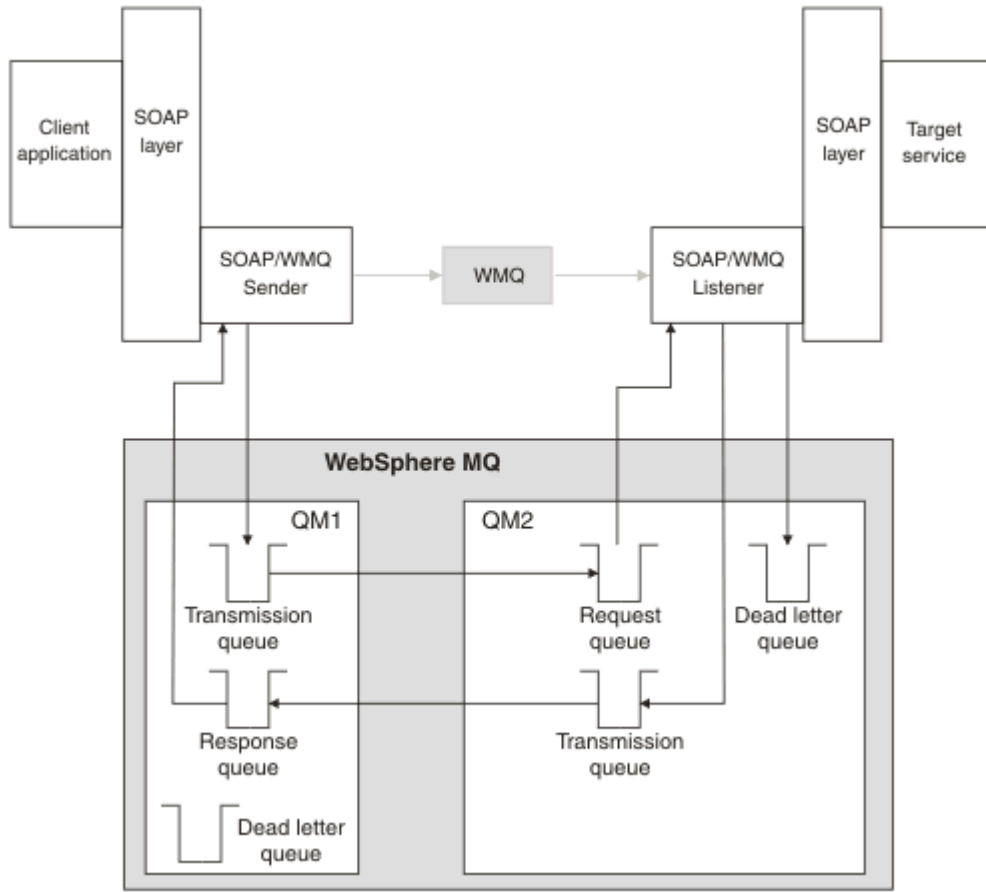 Client
application
SOAP
layer
SOAP
layer
Target
service
SOAP/WMQ
Sender
WMQ
SOAP/WMQ
Listener
WebSphere MQ
QM1
QM2
Transmission
queue
Request
queue
Dead letter
queue
Response
queue
Transmission
queue
Dead letter
queue